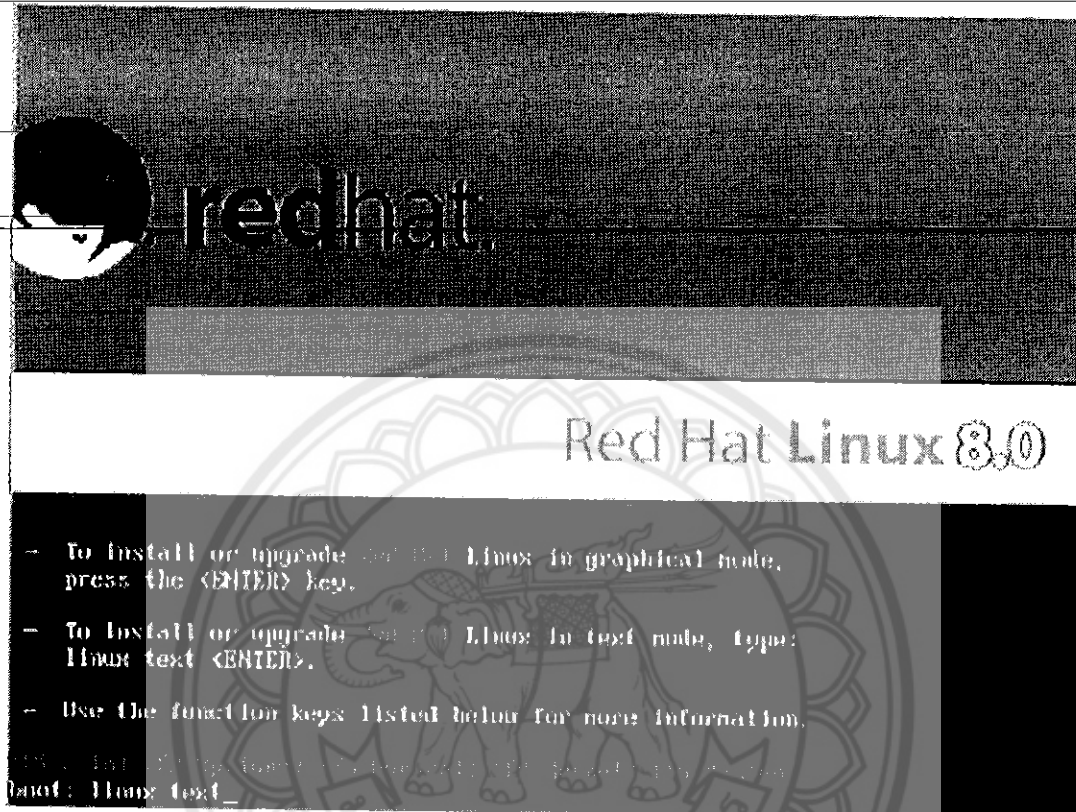 redhat.
Red Hat Linux 8.0
- To install or upgrade Linux in graphical mode,
press the <ENTER> key.
- To install or upgrade Linux in text mode, type:
linux text <ENTER>.
- Use the function keys listed below for more information.
boot: linux text_